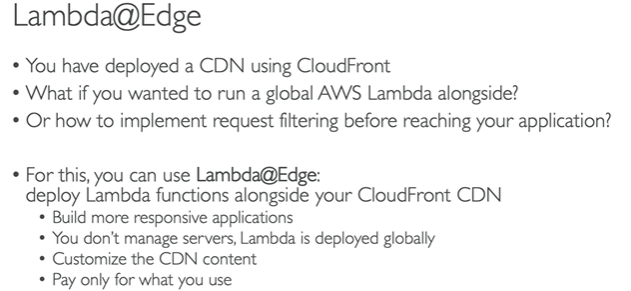 Lambda@Edge
• You have deployed a CDN using CloudFront
• What if you wanted to run a global AWS Lambda alongside?
• Or how to implement request filtering before reaching your application?
• For this, you can use Lambda@Edge:
deploy Lambda functions alongside your CloudFront CDN
• Build more responsive applications
• You don't manage servers, Lambda is deployed globally
• Customize the CDN content
• Pay only for what you use